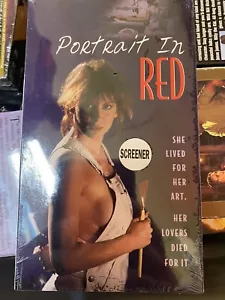 Portrait In
RED
SCREENER
SHE
LIVED
FOR
HER
ART.
HER
LOVERS
DIED
FOR IT